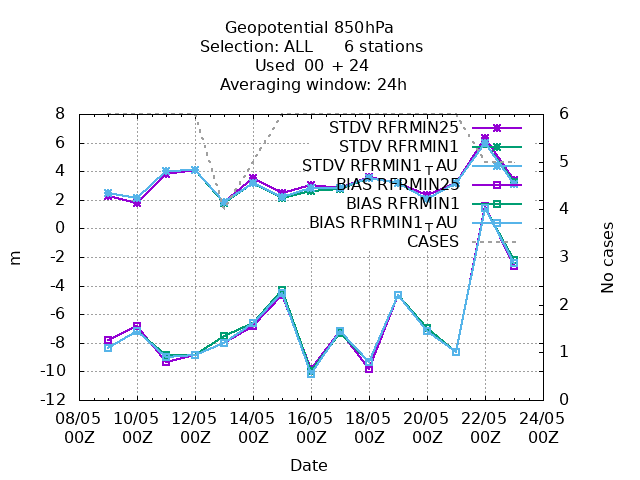 Geopotential 850hPa
Selection: ALL 6 stations
Used 00 + 24
Averaging window: 24h
8
6
4
2
0
-2
-4
-6
-8
-10
-12
m
6
5
4
3
2
1
0
No cases
STDV RFRMIN25
STDV RFRMIN1
STDV RFRMIN1TAU
BIAS RFRMIN25
BIAS RFRMIN1
BIAS RFRMIN1TAU
CASES
08/05 10/05 12/05 14/05 16/05 18/05 20/05 22/05 24/05
00Z 00Z 00Z 00Z 00Z 00Z 00Z 00Z 00Z
Date